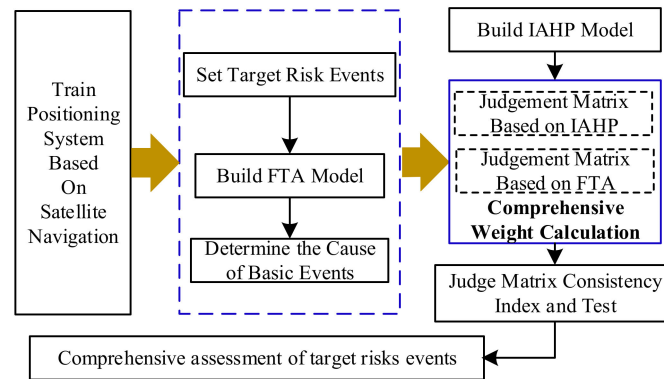 Train
Positioning
System
Based
On
Satellite
Navigation
Set Target Risk Events
Build FTA Model
Determine the Cause
of Basic Events
Build IAHP Model
Judgement Matrix
Based on IAHP
Judgement Matrix
Based on FTA
Comprehensive
Weight Calculation
Judge Matrix Consistency
Index and Test
Comprehensive assessment of target risks events